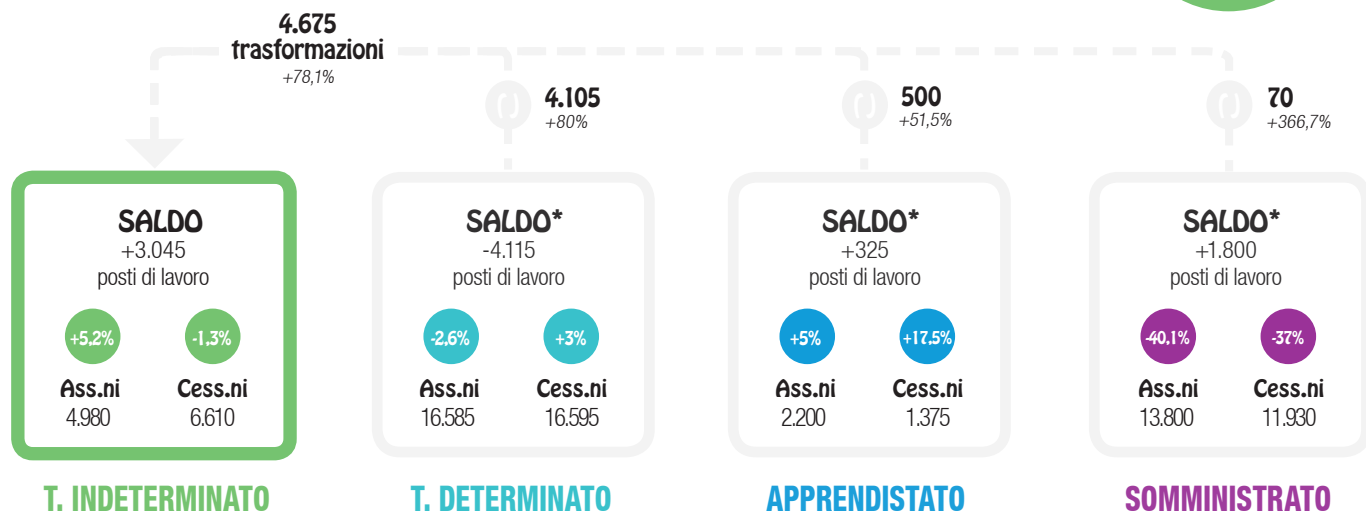 4.675
trasformazioni
+78,1%
4.105
+80%
500
+51,5%
70
+366,7%
SALDO
+3.045
posti di lavoro
+5,2%
-1,3%
Ass.ni
Cess.ni
4.980
6.610
T. INDETERMINATO
SALDO*
-4.115
posti di lavoro
-2,6%
+3%
Ass.ni
Cess.ni
16.585
16.595
T. DETERMINATO
SALDO*
+325
posti di lavoro
+5%
+17,5%
Ass.ni
Cess.ni
2.200
1.375
APPRENDISTATO
SALDO*
+1.800
posti di lavoro
-40,1%
-37%
Ass.ni
Cess.ni
13.800
11.930
SOMMINISTRATO